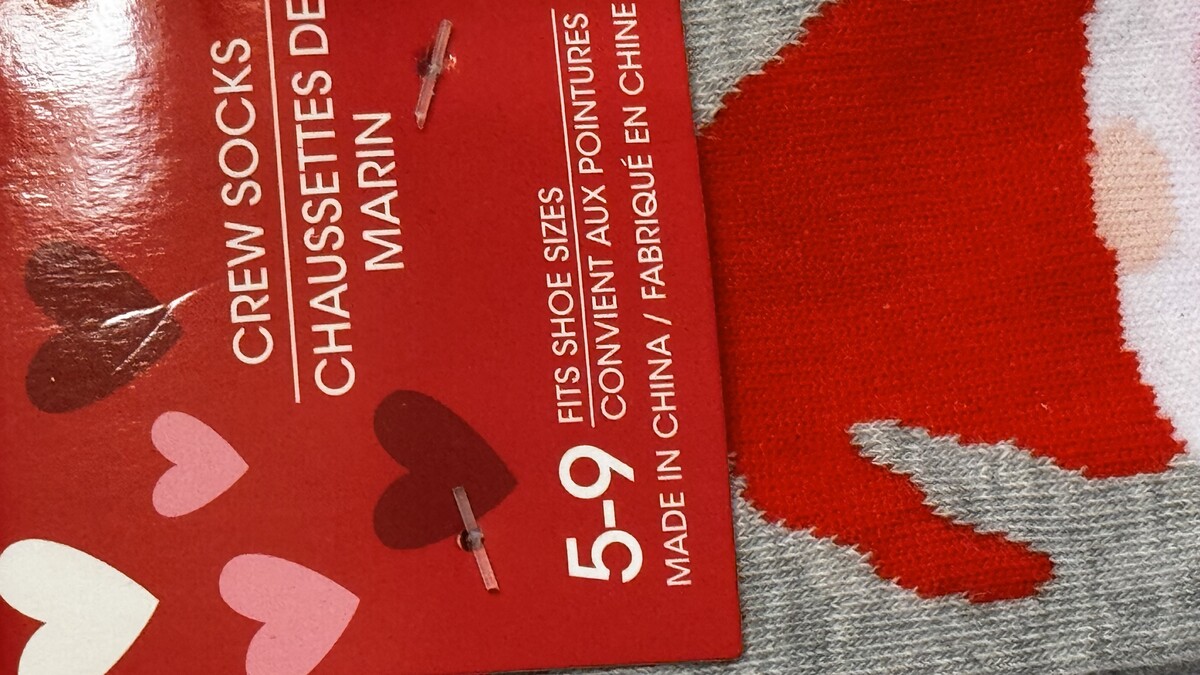 CREW SOCKS
CHAUSSETTES DE
MARIN
5-9
FITS SHOE SIZES
CONVIENT AUX POINTURES
MADE IN CHINA / FABRIQUÉ EN CHINE